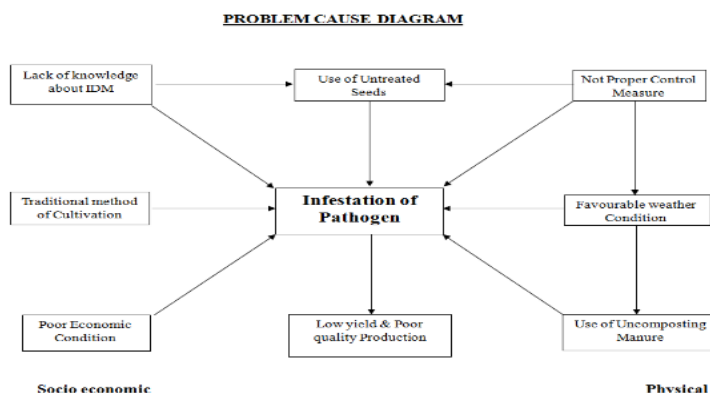 PROBLEM CAUSE DIAGRAM
Lack of knowledge
about IDM
Use of Untreated
Seeds
Not Proper Control
Measure
Traditional method
of Cultivation
Infestation of
Pathogen
Favourable weather
Condition
Poor Economic
Condition
Low yield & Poor
quality Production
Use of Uncomposting
Manure
Socio economic
Physical